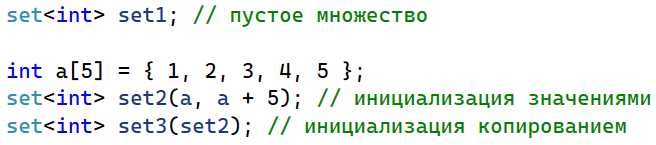 set<int> set1; // пустое множество
int a[5] = { 1, 2, 3, 4, 5 };
set<int> set2(a, a + 5); // инициализация значениями
set<int> set3(set2); // инициализация копированием